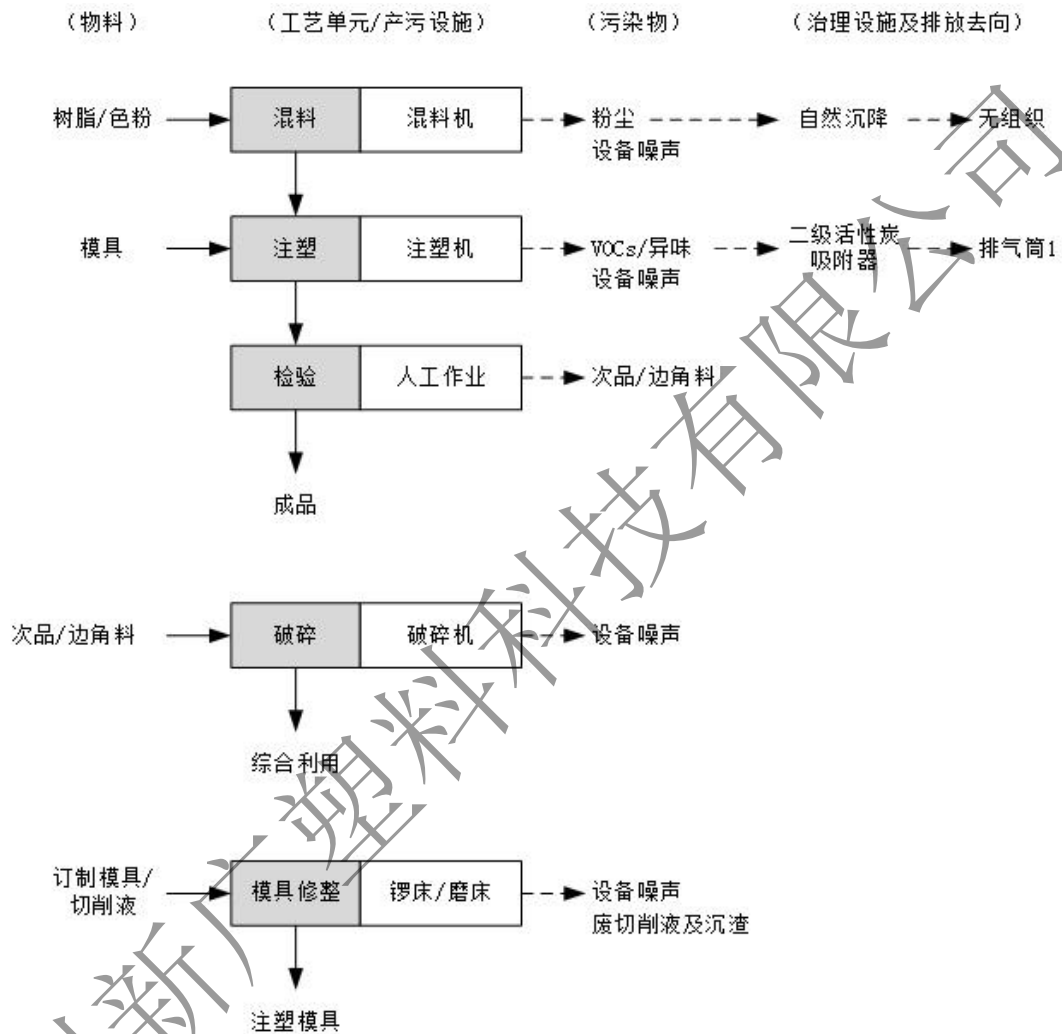 （物料） （工艺单元/产污设施） （污染物） （治理设施及排放去向）
树脂/色粉 混料 混料机 粉尘 自然沉降 无组织
设备噪声
模具 注塑 注塑机 VOCs/异味 二级活性炭 排气筒1
设备噪声 吸附器
检验 人工作业 次品/边角料
成品
次品/边角料 破碎 破碎机 设备噪声
综合利用
订制模具/ 模具修整 锣床/磨床 设备噪声
切削液 废切削液及沉渣
注塑模具
新广塑料科技有限公司